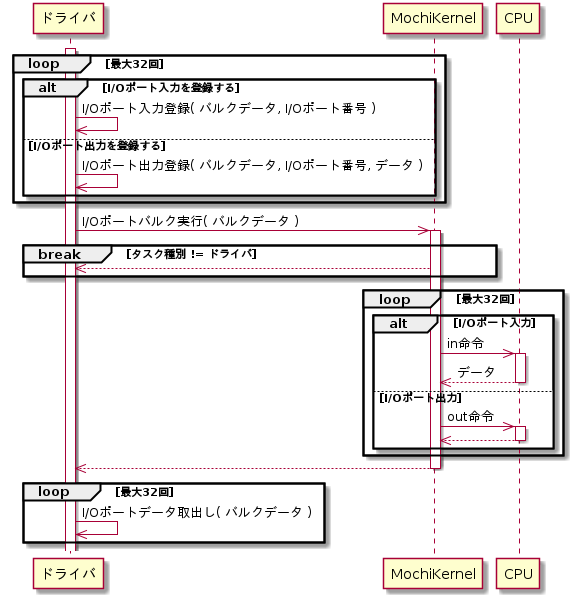 ドライバ
MochiKernel
CPU
loop
[最大32回]
alt
[I/Oポート入力を登録する]
I/Oポート入力登録( バルクデータ, I/Oポート番号 )
[I/Oポート出力を登録する]
I/Oポート出力登録( バルクデータ, I/Oポート番号, データ )
I/Oポートバルク実行( バルクデータ )
break
[タスク種別 != ドライバ]
loop
[最大32回]
alt
[I/Oポート入力]
in命令
データ
[I/Oポート出力]
out命令
loop
[最大32回]
I/Oポートデータ取出し( バルクデータ )
ドライバ
MochiKernel
CPU